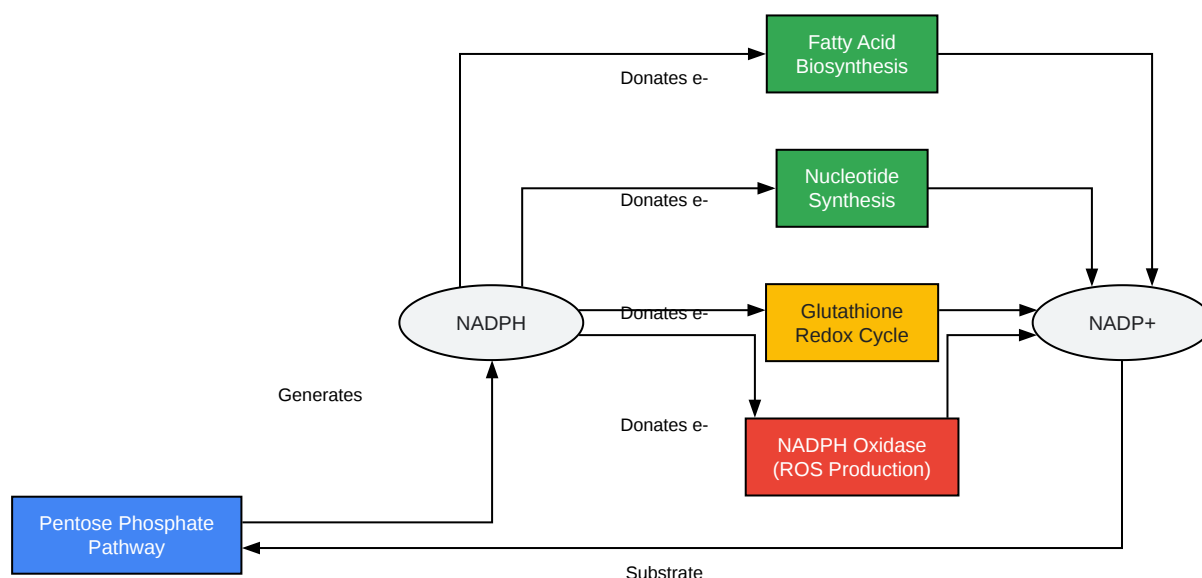 Fatty Acid
Biosynthesis
Donates e-
Nucleotide
Synthesis
Donates e-
NADPH
Donates e-
Glutathione
Redox Cycle
NADP+
Generates
Donates e-
NADPH Oxidase
(ROS Production)
Pentose Phosphate
Pathway
Substrate